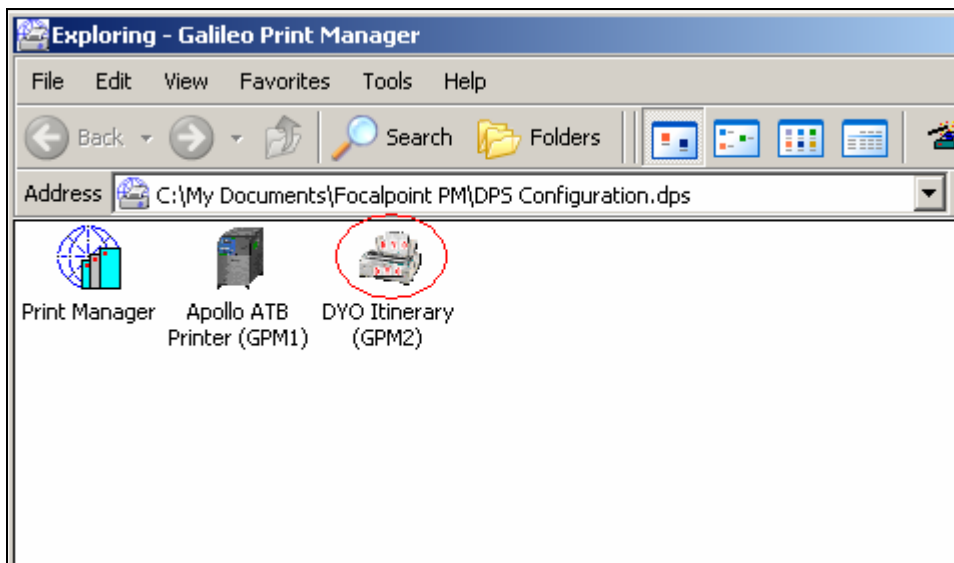 Exploring - Galileo Print Manager
File Edit View Favorites Tools Help
Back Search Folders
Address C:\My Documents\Focalpoint PM\DPS Configuration.dps
Print Manager
Apollo ATB
Printer (GPM1)
DYO Itinerary
(GPM2)